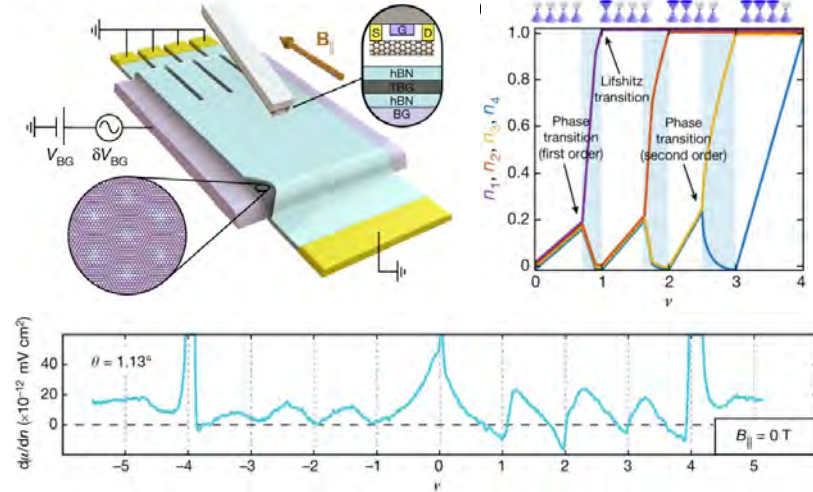 B||
S G D
hBN
TBG
hBN
BG
V_BG
δV_BG
n₁, n₂, n₃, n₄
1.0
0.8
0.6
0.4
0.2
0
Lifshitz
transition
Phase
transition
(first order)
Phase
transition
(second order)
0 1 2 3 4
ν
dμ/dn (×10⁻¹² mV cm²)
40
20
0
θ = 1.13°
B|| = 0 T
−5 −4 −3 −2 −1 0 1 2 3 4 5
ν